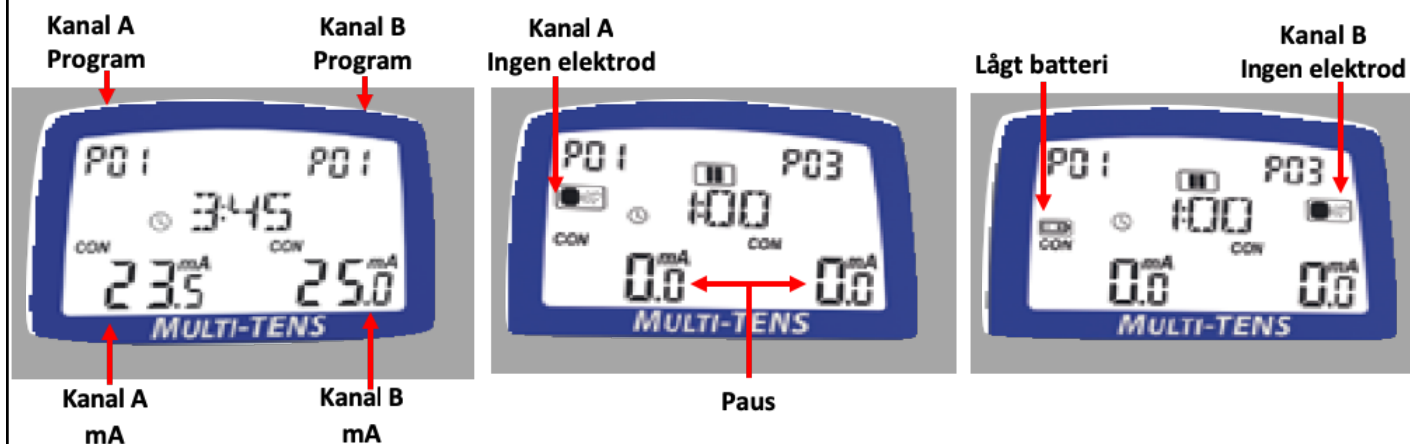 Kanal A
Program
Kanal B
Program
P01 P01
3:45
CON CON
23.5 mA 25.0 mA
MULTI-TENS
Kanal A
mA
Kanal B
mA
Kanal A
Ingen elektrod
P01 P03
1:00
CON CON
0.0 mA 0.0 mA
MULTI-TENS
Paus
Lågt batteri
Kanal B
Ingen elektrod
P01 P03
1:00
CON CON
0.0 mA 0.0 mA
MULTI-TENS